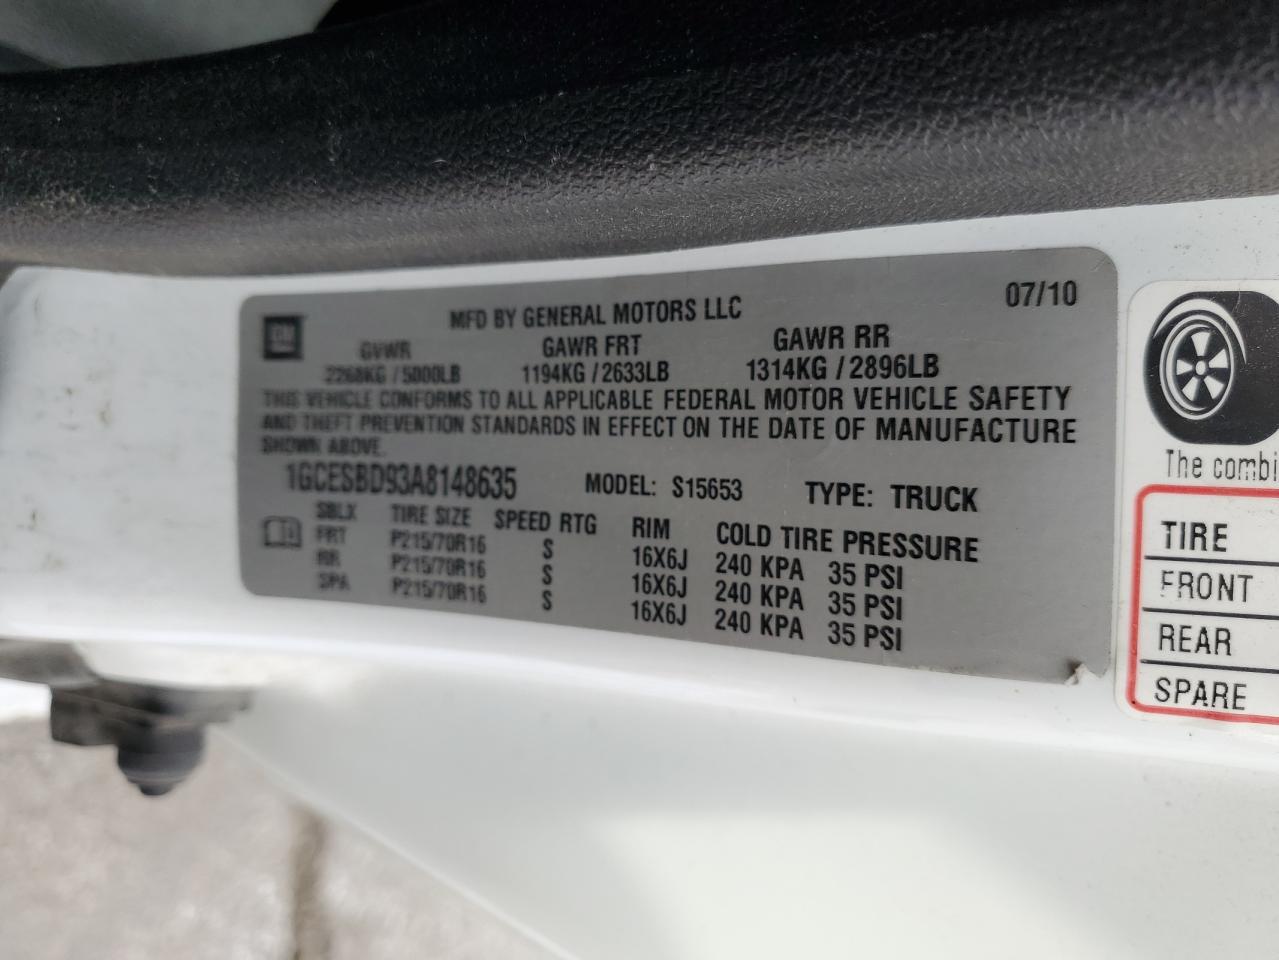 GM
MFD BY GENERAL MOTORS LLC
07/10
GVWR GAWR FRT GAWR RR
2268KG / 5000LB 1194KG / 2633LB 1314KG / 2896LB
THIS VEHICLE CONFORMS TO ALL APPLICABLE FEDERAL MOTOR VEHICLE SAFETY
AND THEFT PREVENTION STANDARDS IN EFFECT ON THE DATE OF MANUFACTURE
SHOWN ABOVE.
1GCESBD93A8148635 MODEL: S15653 TYPE: TRUCK
SBLX TIRE SIZE SPEED RTG RIM COLD TIRE PRESSURE
FRT P215/70R16 S 16X6J 240 KPA 35 PSI
RR P215/70R16 S 16X6J 240 KPA 35 PSI
SPA P215/70R16 S 16X6J 240 KPA 35 PSI
The combi
TIRE
FRONT
REAR
SPARE